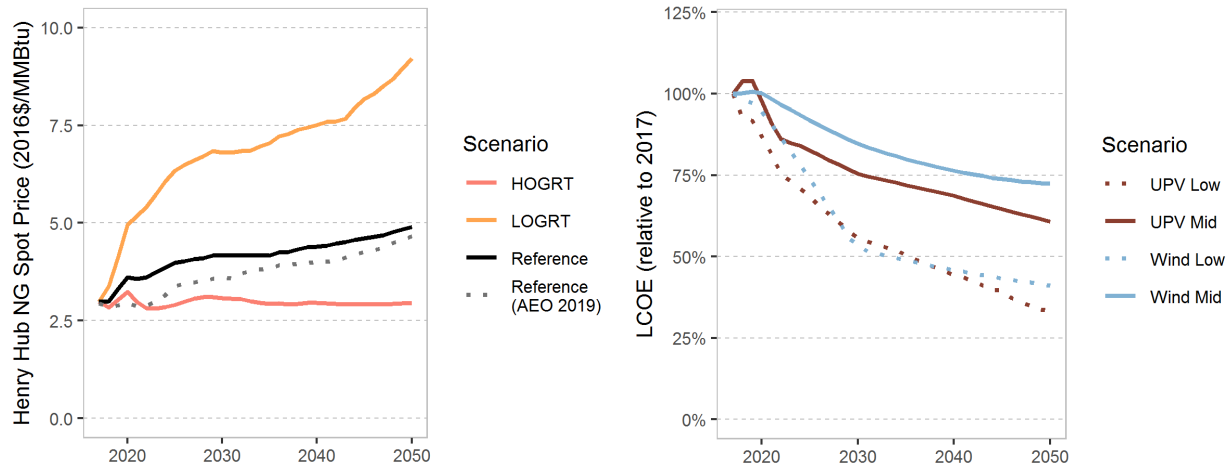 Henry Hub NG Spot Price (2016$/MMBtu)
10.0
7.5
5.0
2.5
0.0
2020 2030 2040 2050
Scenario
HOGRT
LOGRT
Reference
Reference
(AEO 2019)
LCOE (relative to 2017)
125%
100%
75%
50%
25%
0%
2020 2030 2040 2050
Scenario
UPV Low
UPV Mid
Wind Low
Wind Mid